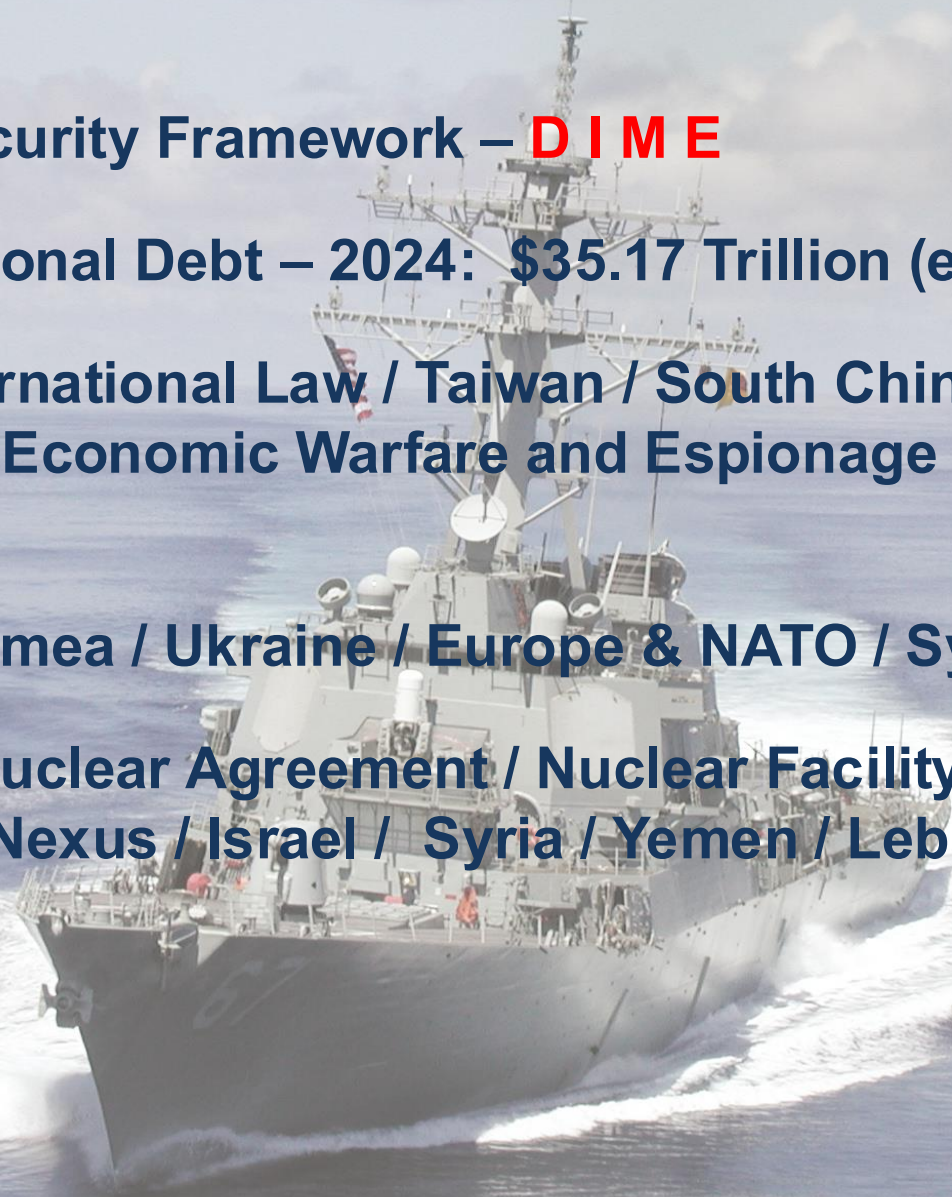 curity Framework – D I M E
onal Debt – 2024:  $35.17 Trillion (e
rnational Law / Taiwan / South Chin
Economic Warfare and Espionage
mea / Ukraine / Europe & NATO / Sy
uclear Agreement / Nuclear Facility
Nexus / Israel /  Syria / Yemen / Leb
67